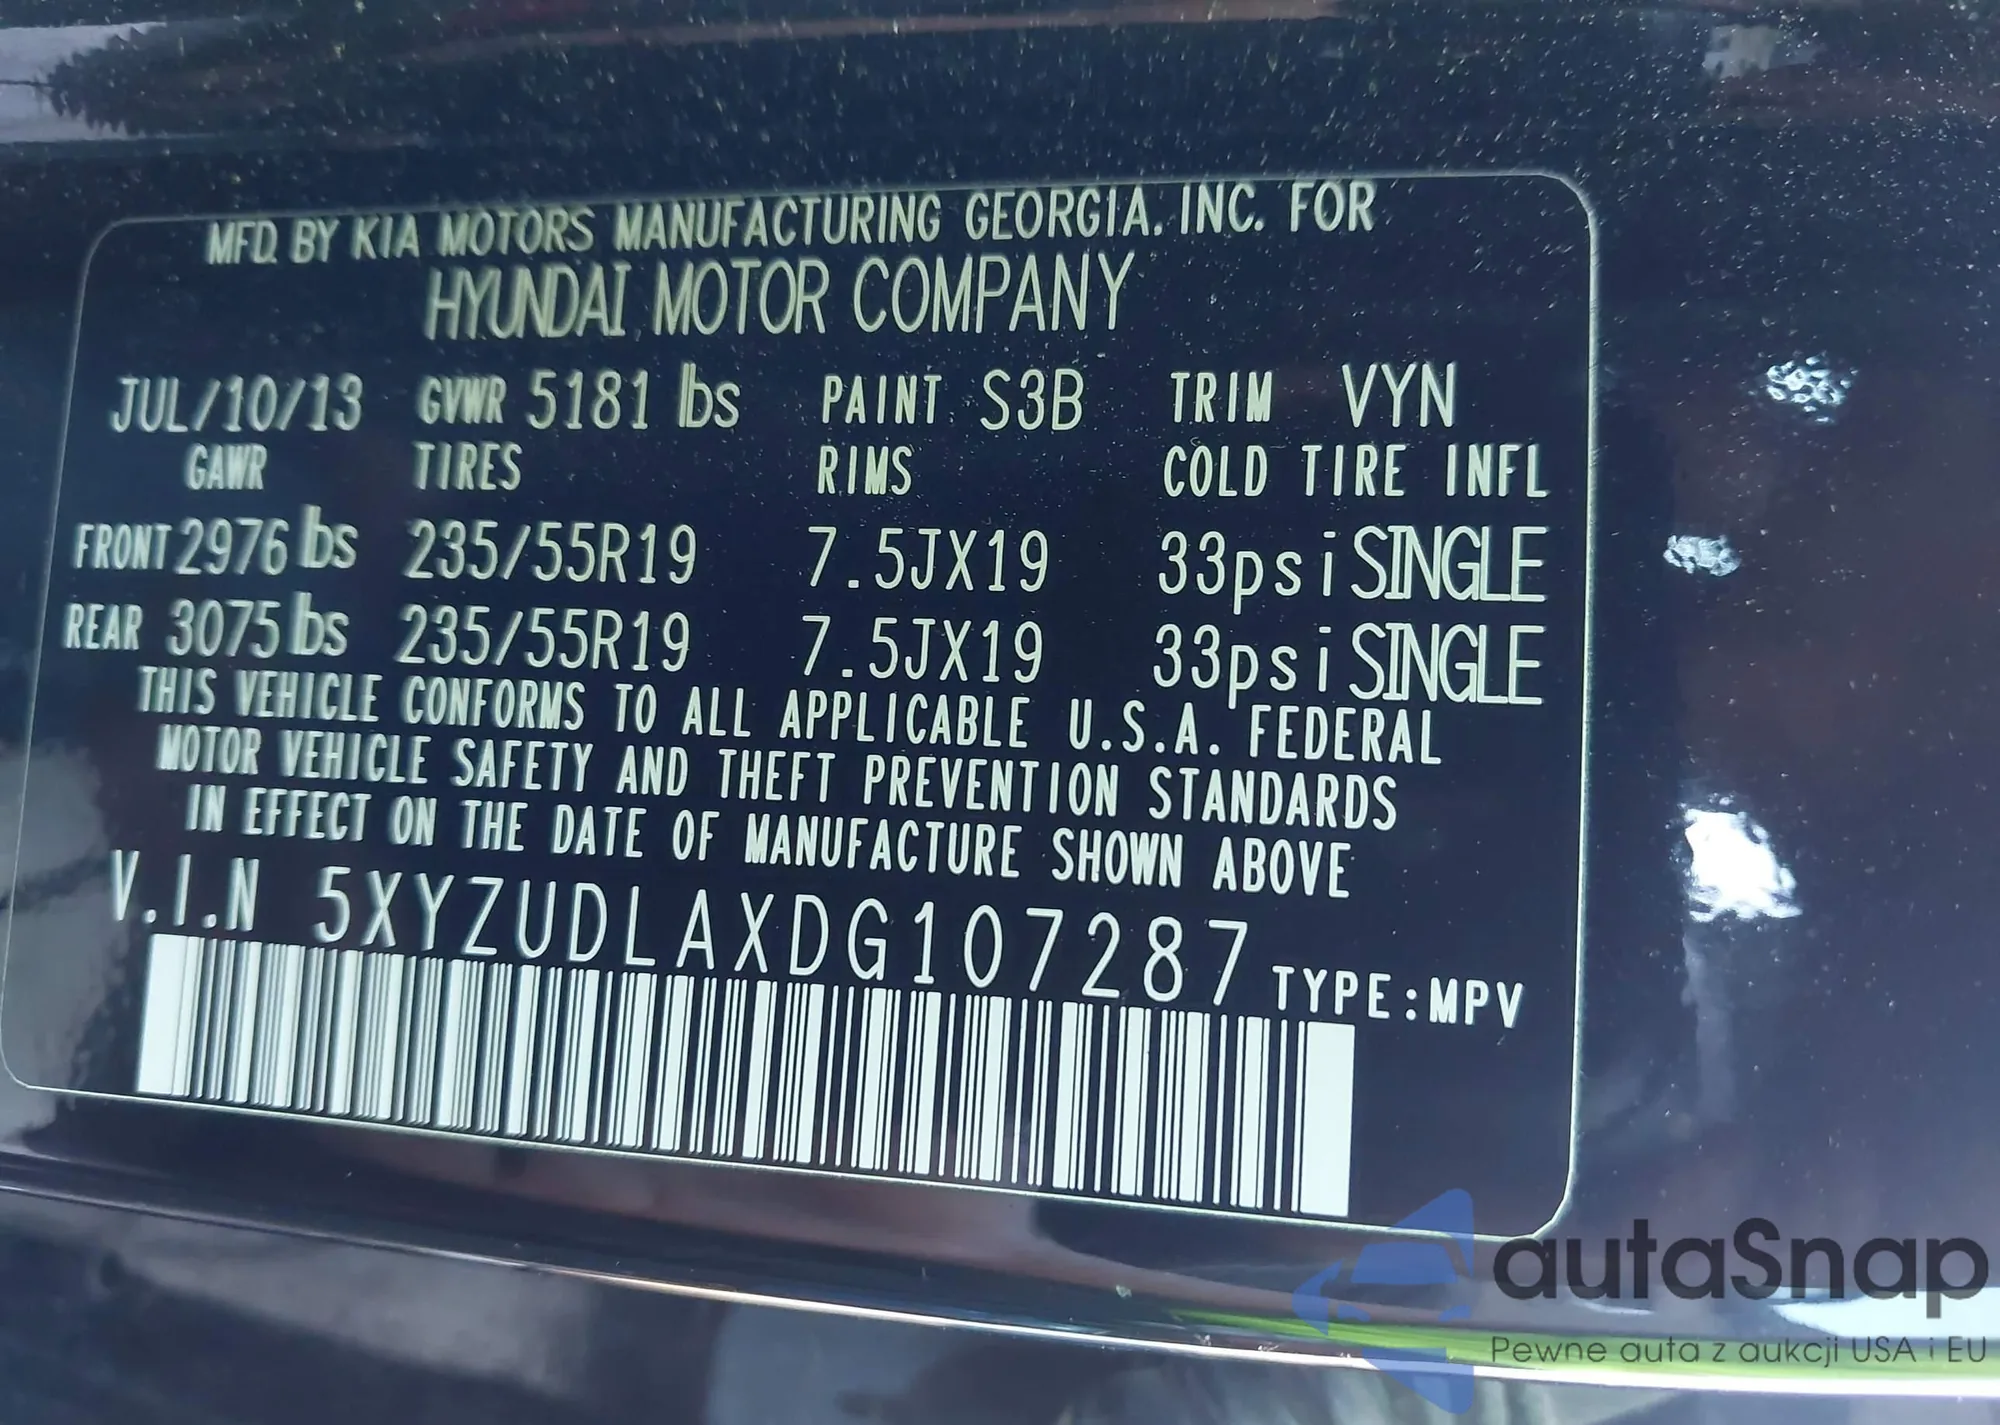 MFD. BY KIA MOTORS MANUFACTURING GEORGIA. INC. FOR
HYUNDAI MOTOR COMPANY
JUL/10/13 GVWR 5181 lbs PAINT S3B TRIM VYN
GAWR TIRES RIMS COLD TIRE INFL
FRONT 2976 lbs 235/55R19 7.5JX19 33psi SINGLE
REAR 3075 lbs 235/55R19 7.5JX19 33psi SINGLE
THIS VEHICLE CONFORMS TO ALL APPLICABLE U.S.A. FEDERAL
MOTOR VEHICLE SAFETY AND THEFT PREVENTION STANDARDS
IN EFFECT ON THE DATE OF MANUFACTURE SHOWN ABOVE
V.I.N 5XYZUDLAXDG107287 TYPE:MPV
autaSnap
Pewne auta z aukcji USA i EU